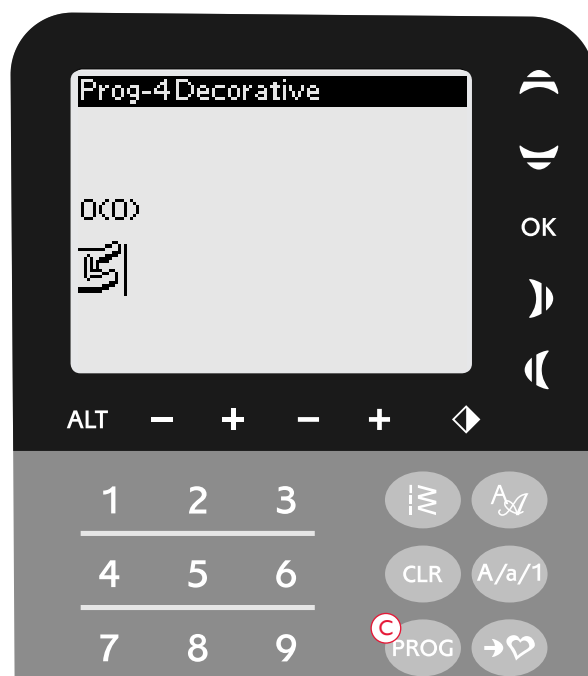 Prog-4 Decorative
0(0)
OK
ALT - + - +
1 2 3
4 5 6 CLR A/a/1
C
7 8 9 PROG